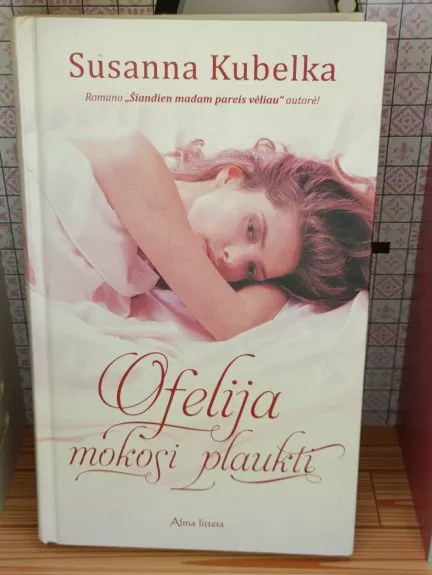 Susanna Kubelka
Romano „Šiandien madam pareis vėliau" autorė!
Ofelija
mokosi plaukti
Alma littera